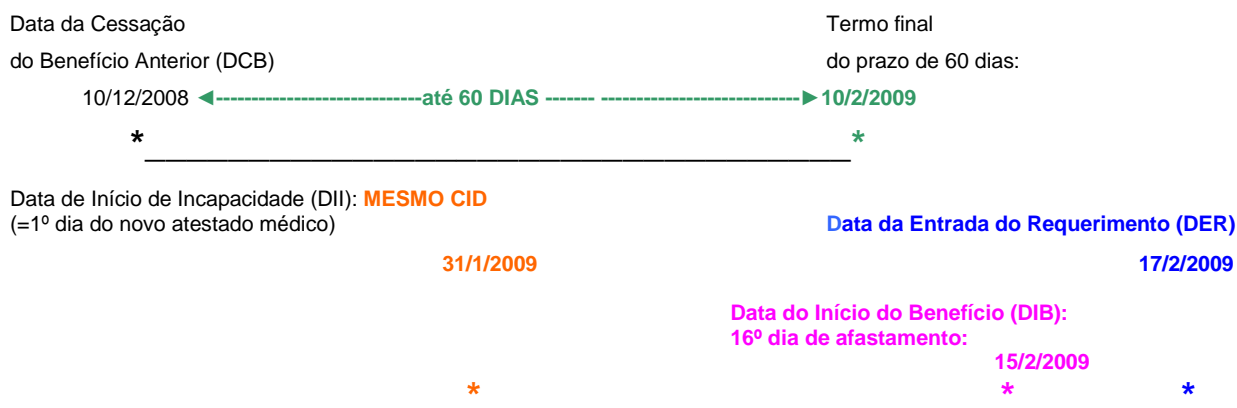 Data da Cessação Termo final
do Benefício Anterior (DCB) do prazo de 60 dias:
10/12/2008 ◄-----------------------------até 60 DIAS ------- ----------------------------►10/2/2009
*__________________________________*
Data de Início de Incapacidade (DII): MESMO CID
(=1º dia do novo atestado médico) Data da Entrada do Requerimento (DER)
31/1/2009 17/2/2009
Data do Início do Benefício (DIB):
16º dia de afastamento:
15/2/2009
* * *